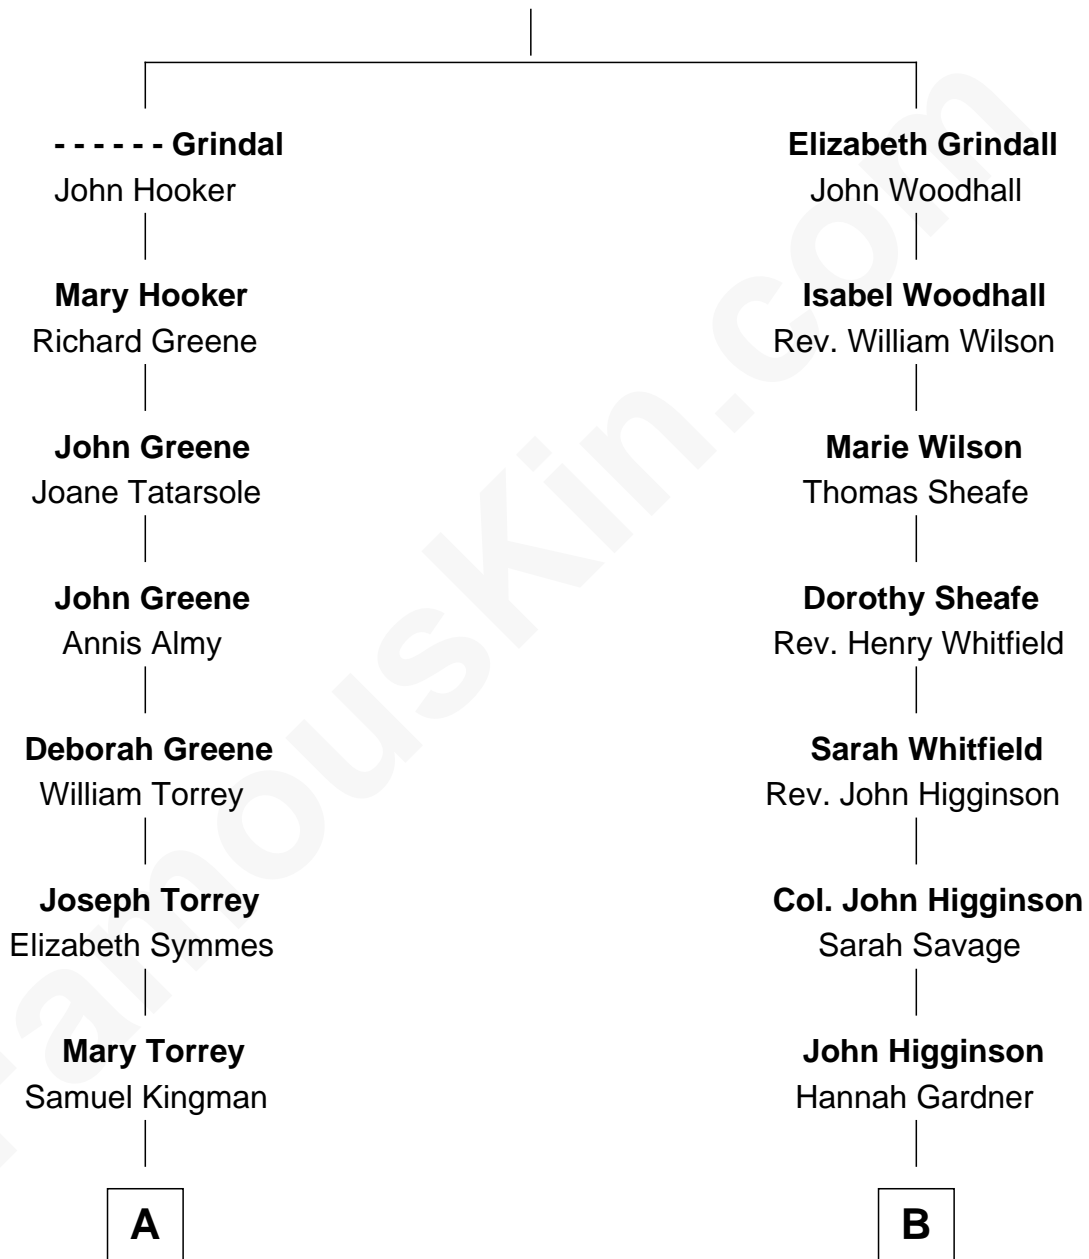 - - - - - - Grindal
John Hooker
Mary Hooker
Richard Greene
John Greene
Joane Tatarsole
John Greene
Annis Almy
Deborah Greene
William Torrey
Joseph Torrey
Elizabeth Symmes
Mary Torrey
Samuel Kingman
A
Elizabeth Grindall
John Woodhall
Isabel Woodhall
Rev. William Wilson
Marie Wilson
Thomas Sheafe
Dorothy Sheafe
Rev. Henry Whitfield
Sarah Whitfield
Rev. John Higginson
Col. John Higginson
Sarah Savage
John Higginson
Hannah Gardner
B
FamousKin.com